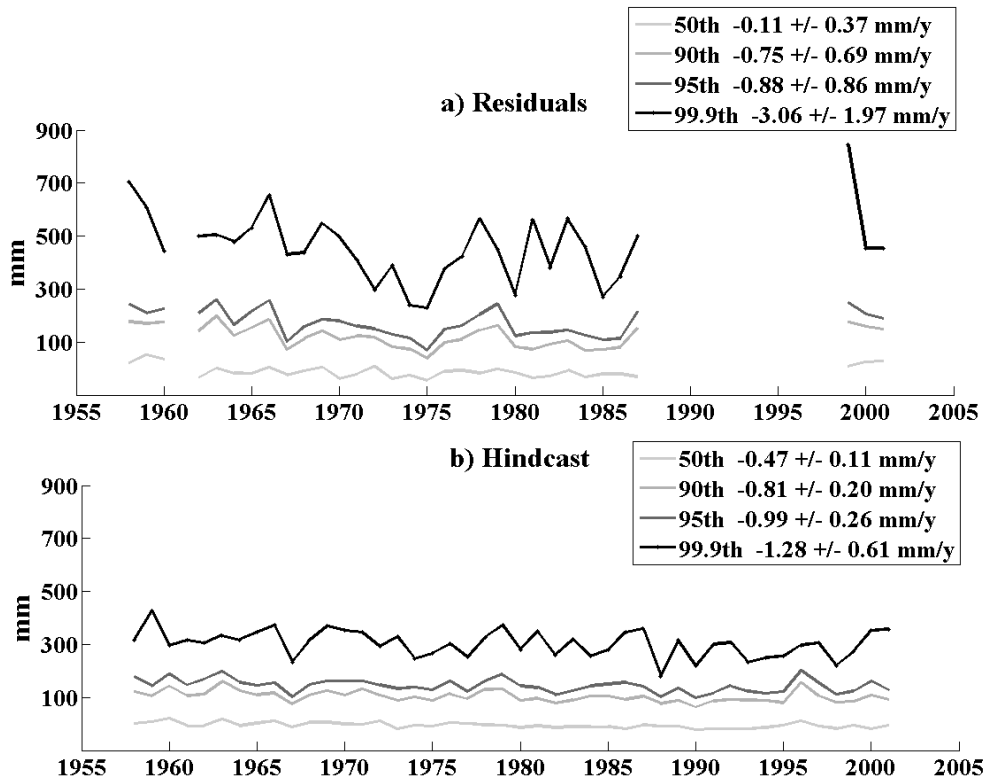 50th -0.11 +/- 0.37 mm/y
90th -0.75 +/- 0.69 mm/y
95th -0.88 +/- 0.86 mm/y
99.9th -3.06 +/- 1.97 mm/y
a) Residuals
900
700
500
300
100
mm
1955 1960 1965 1970 1975 1980 1985 1990 1995 2000 2005
b) Hindcast
50th -0.47 +/- 0.11 mm/y
90th -0.81 +/- 0.20 mm/y
95th -0.99 +/- 0.26 mm/y
99.9th -1.28 +/- 0.61 mm/y
900
700
500
300
100
mm
1955 1960 1965 1970 1975 1980 1985 1990 1995 2000 2005